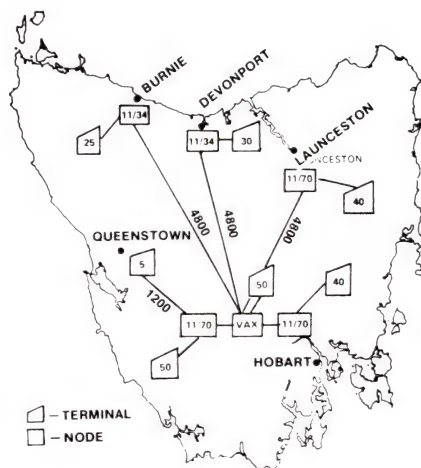 BURNIE
DEVONPORT
11/34
25
11/34
30
LAUNCESTON
NCESTON
11/70
40
4800
4800
4800
QUEENSTOWN
5
50
40
1200
11/70
VAX
11/70
50
HOBART
– TERMINAL
– NODE